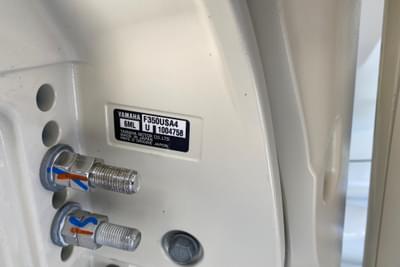 YAMAHA F350USA4
6ML U 1004758
YAMAHA MOTOR CO.,LTD.
MADE IN JAPAN